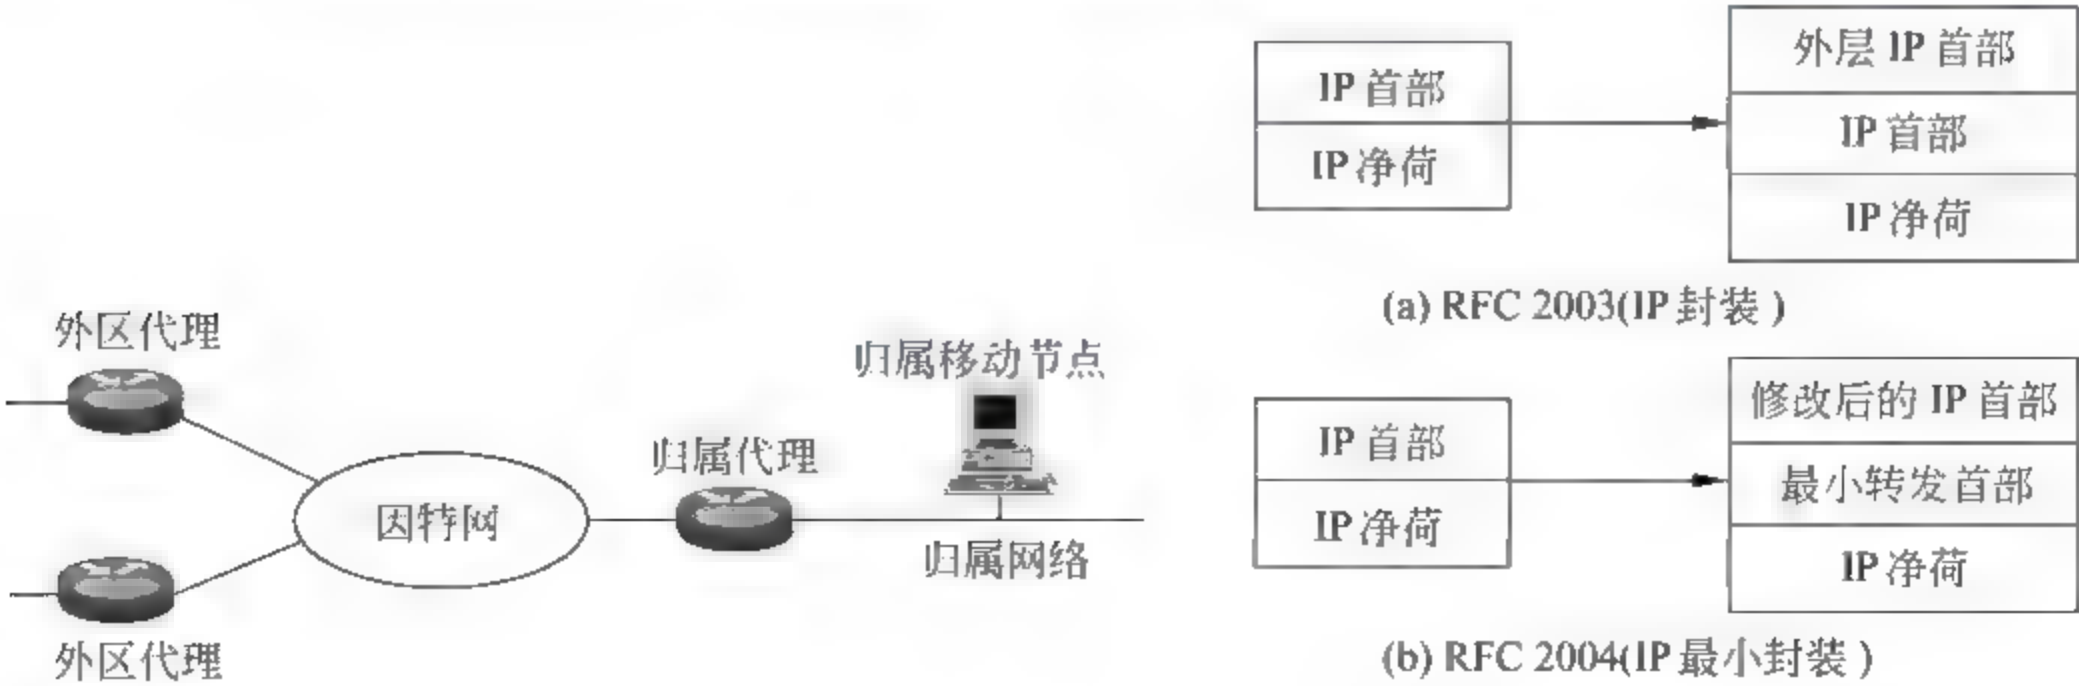 外区代理
归属移动节点
归属代理
因特网
归属网络
外区代理
IP 首部
IP 净荷
外层 IP 首部
IP 首部
IP 净荷
(a) RFC 2003(IP 封装)
IP 首部
IP 净荷
修改后的 IP 首部
最小转发首部
IP 净荷
(b) RFC 2004(IP 最小封装)